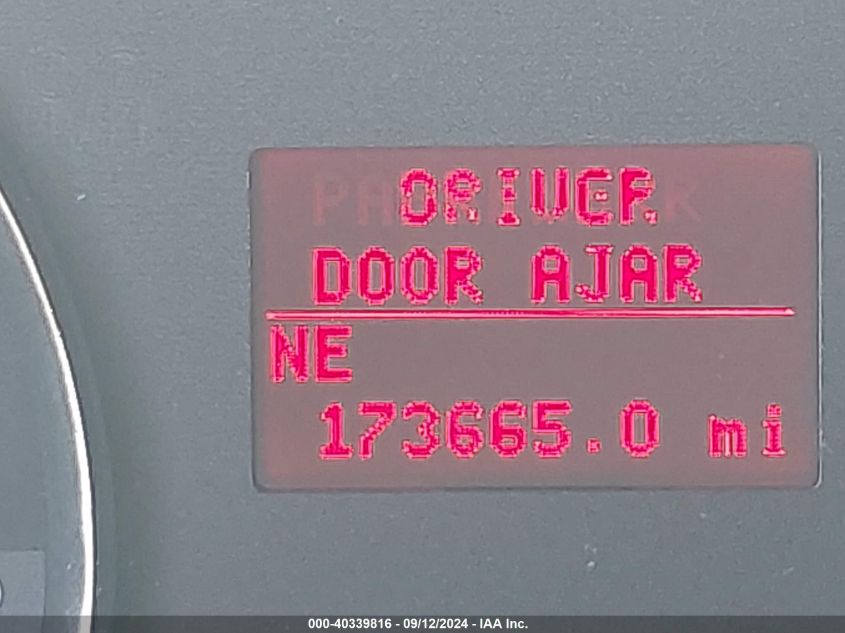 DRIVER
DOOR AJAR
NE
173665.0 mi
000-40339816 - 09/12/2024 - IAA Inc.